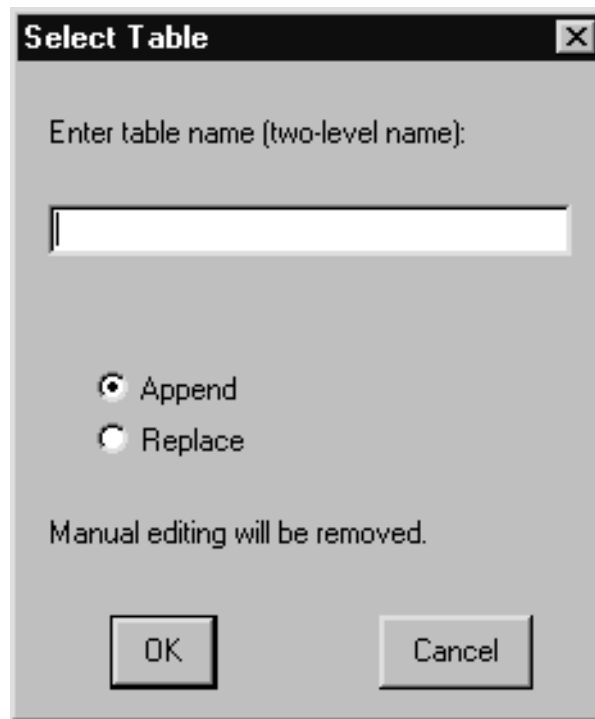 Select Table
Enter table name (two-level name):
Append
Replace
Manual editing will be removed.
OK Cancel